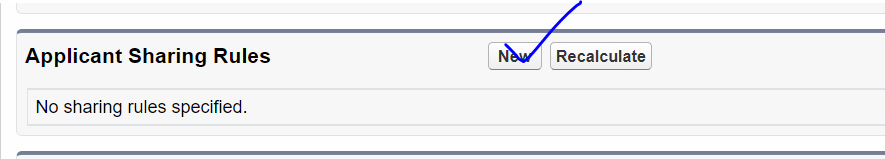 Applicant Sharing Rules New Recalculate
No sharing rules specified.